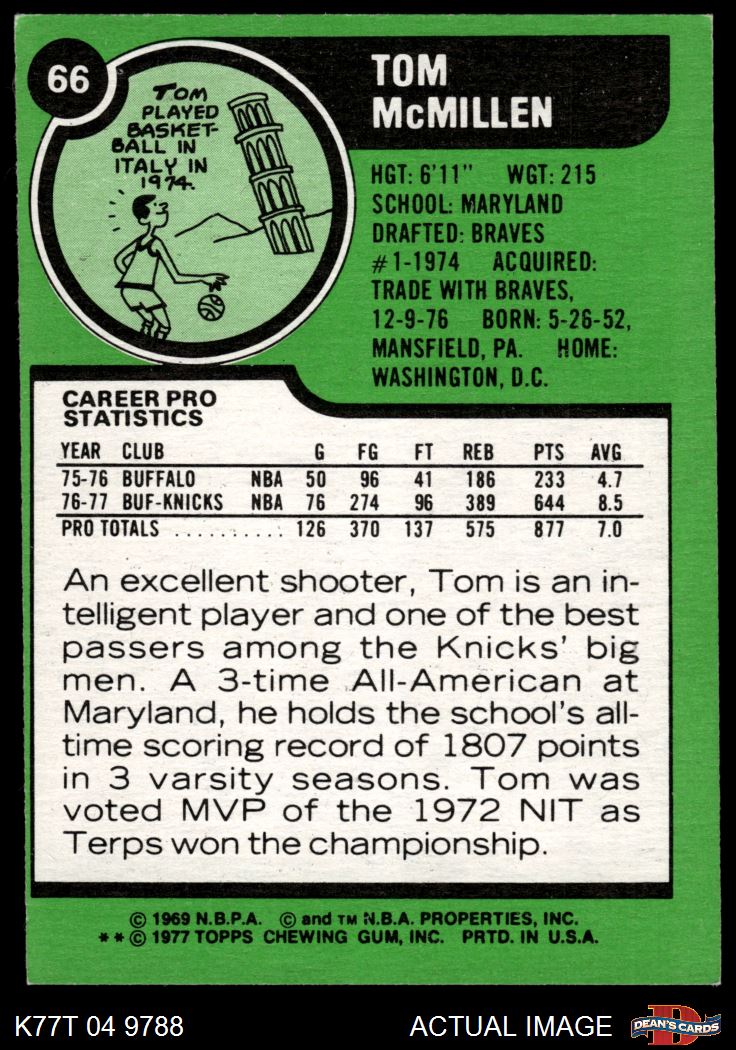 66
TOM
PLAYED
BASKET-
BALL IN
ITALY IN
1974.
TOM
McMILLEN
HGT: 6'11" WGT: 215
SCHOOL: MARYLAND
DRAFTED: BRAVES
#1-1974 ACQUIRED:
TRADE WITH BRAVES,
12-9-76 BORN: 5-26-52,
MANSFIELD, PA. HOME:
WASHINGTON, D.C.
CAREER PRO
STATISTICS
YEAR CLUB G FG FT REB PTS AVG
75-76 BUFFALO NBA 50 96 41 186 233 4.7
76-77 BUF-KNICKS NBA 76 274 96 389 644 8.5
PRO TOTALS .......... 126 370 137 575 877 7.0
An excellent shooter, Tom is an in-
telligent player and one of the best
passers among the Knicks' big
men. A 3-time All-American at
Maryland, he holds the school's all-
time scoring record of 1807 points
in 3 varsity seasons. Tom was
voted MVP of the 1972 NIT as
Terps won the championship.
© 1969 N.B.P.A. © and TM N.B.A. PROPERTIES, INC.
**© 1977 TOPPS CHEWING GUM, INC. PRTD. IN U.S.A.
K77T 04 9788 ACTUAL IMAGE
D
DEAN'S CARDS